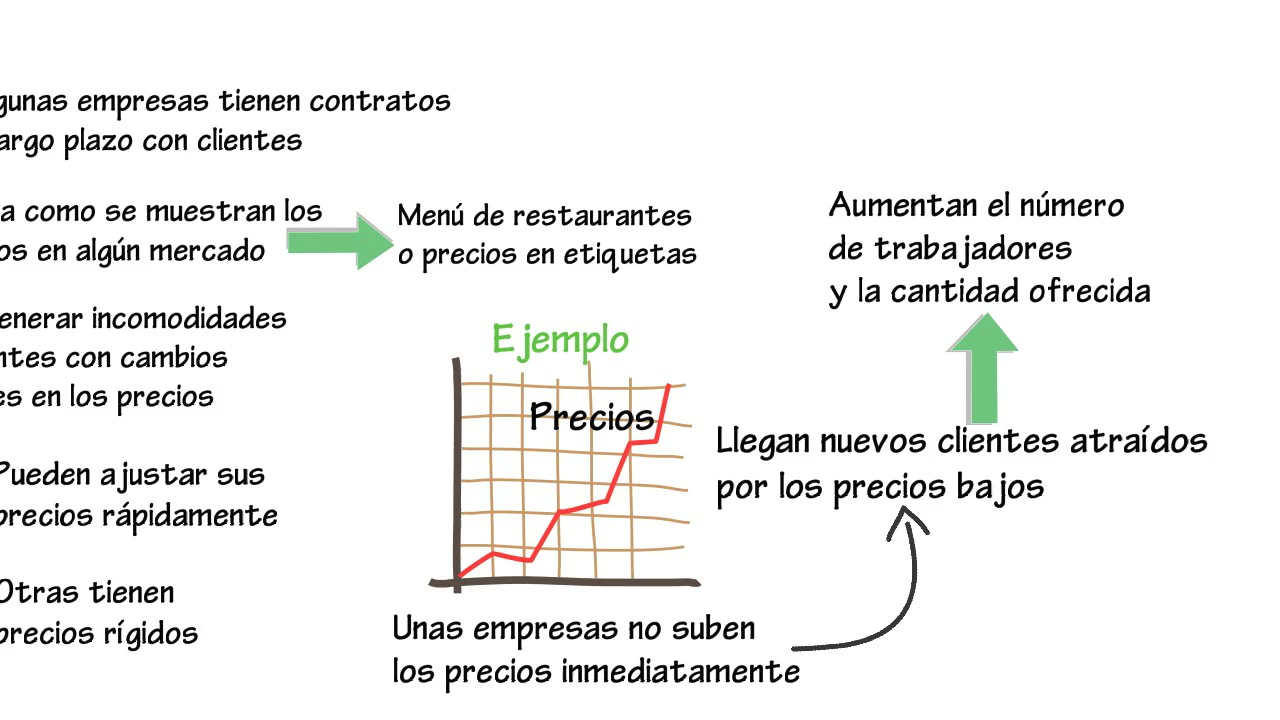 gunas empresas tienen contratos
argo plazo con clientes
a como se muestran los
os en algún mercado
Menú de restaurantes
o precios en etiquetas
enerar incomodidades
ntes con cambios
es en los precios
Pueden ajustar sus
precios rápidamente
Otras tienen
precios rígidos
Ejemplo
Precios
Unas empresas no suben
los precios inmediatamente
Llegan nuevos clientes atraídos
por los precios bajos
Aumentan el número
de trabajadores
y la cantidad ofrecida